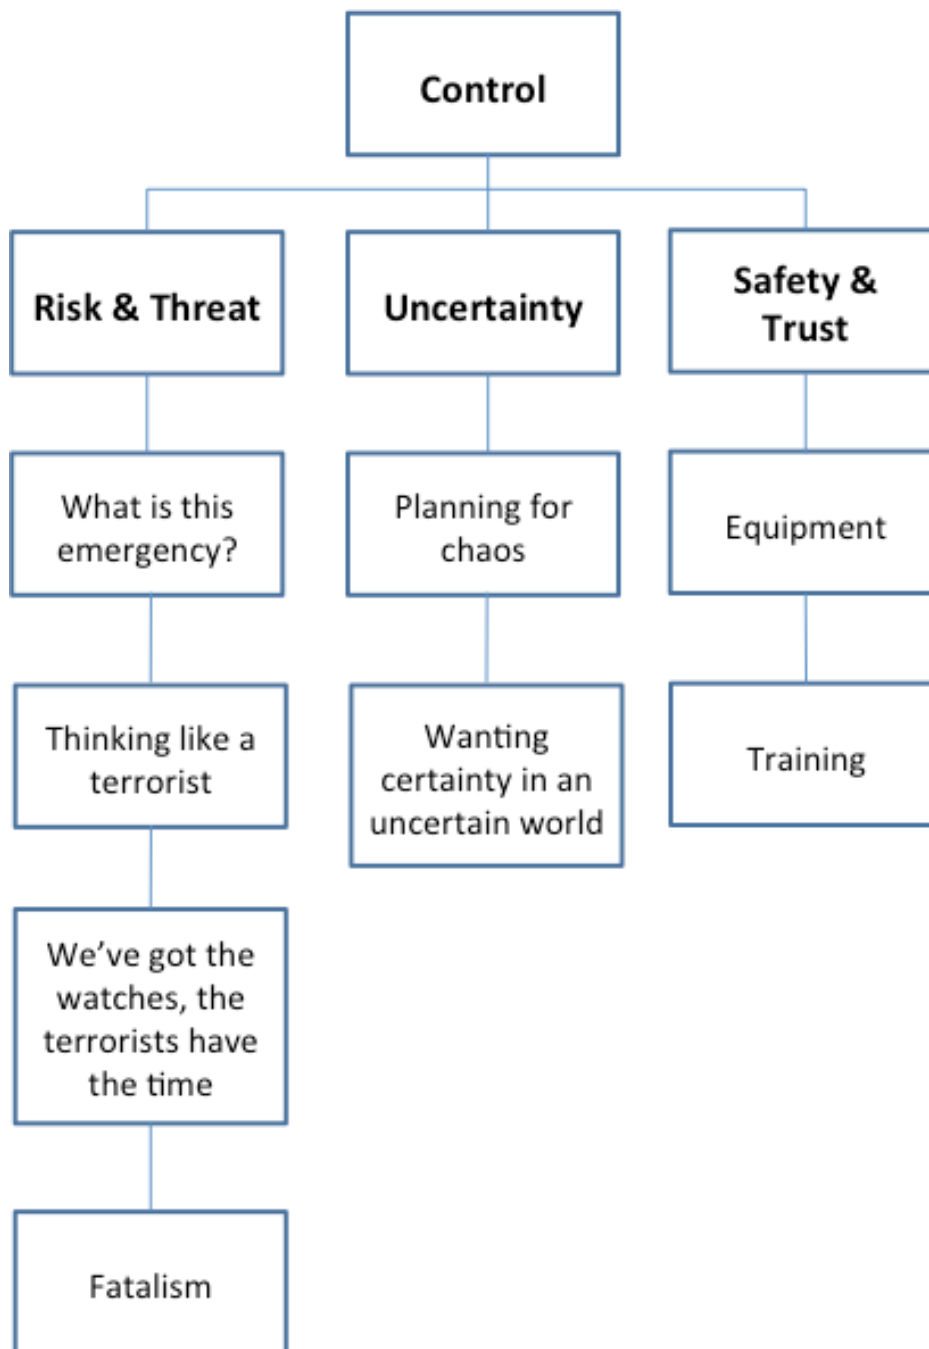 Control
Risk & Threat
Uncertainty
Safety &
Trust
What is this
emergency?
Planning for
chaos
Equipment
Thinking like a
terrorist
Wanting
certainty in an
uncertain world
Training
We’ve got the
watches, the
terrorists have
the time
Fatalism